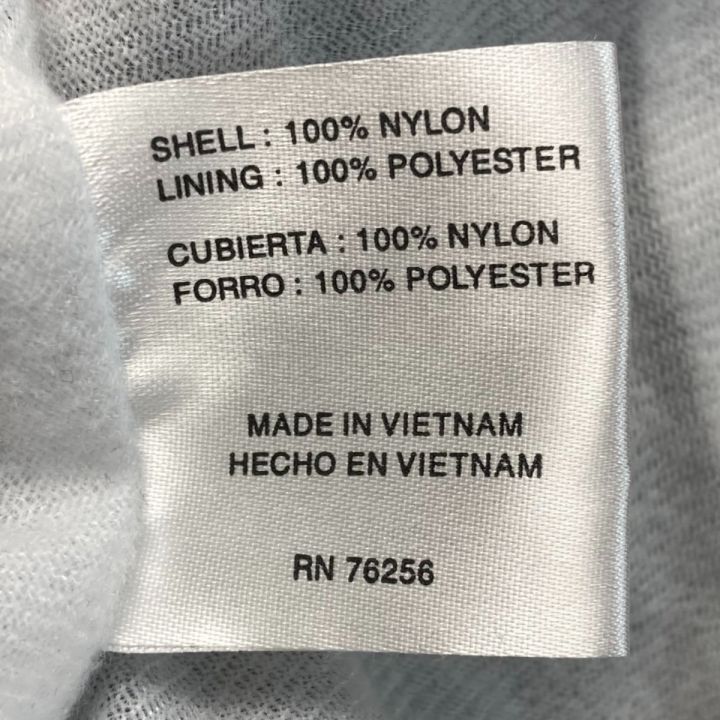 SHELL : 100% NYLON
LINING : 100% POLYESTER
CUBIERTA : 100% NYLON
FORRO : 100% POLYESTER
MADE IN VIETNAM
HECHO EN VIETNAM
RN 76256